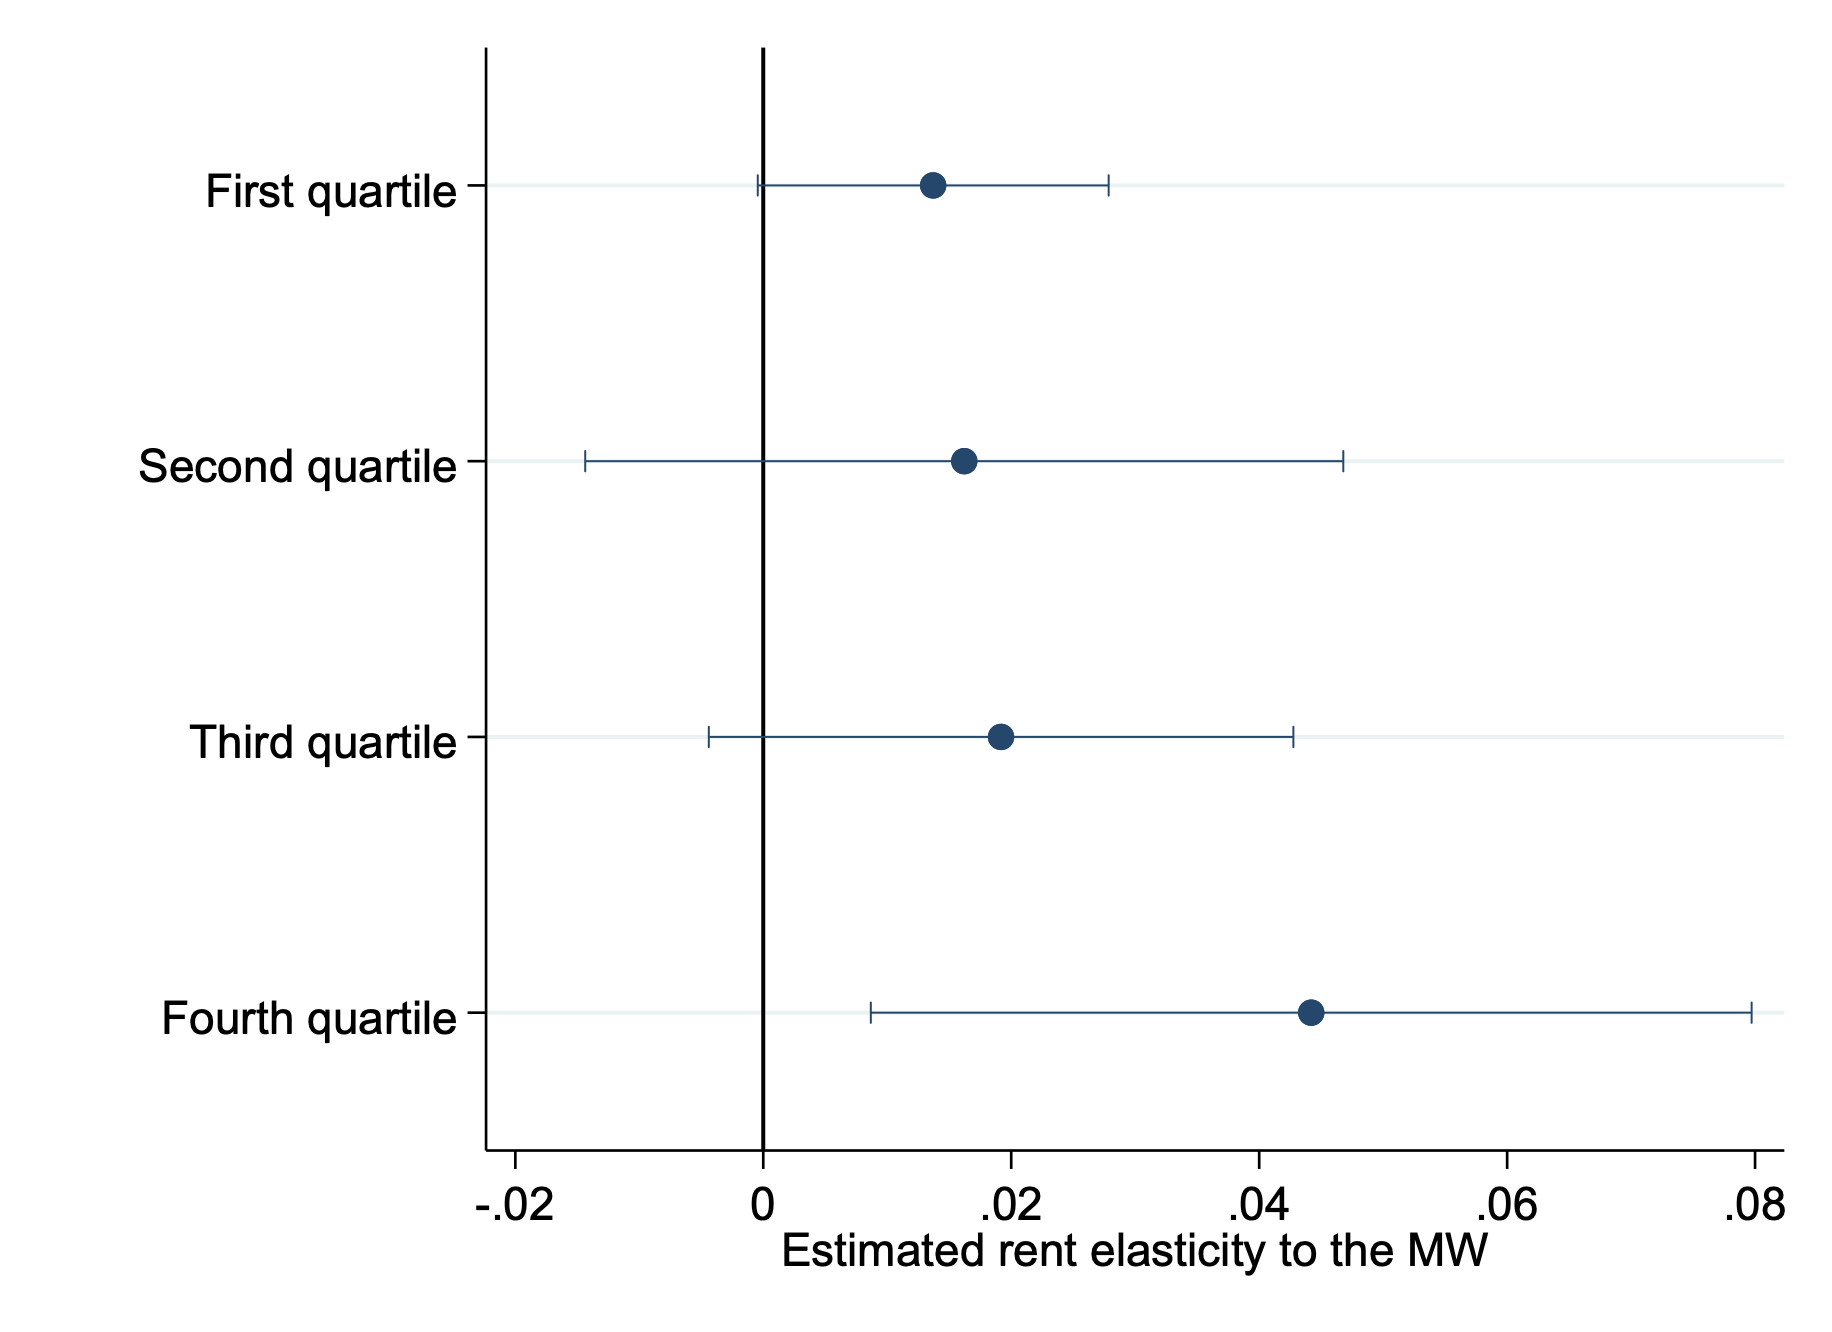 First quartile
Second quartile
Third quartile
Fourth quartile
-.02 0 .02 .04 .06 .08
Estimated rent elasticity to the MW